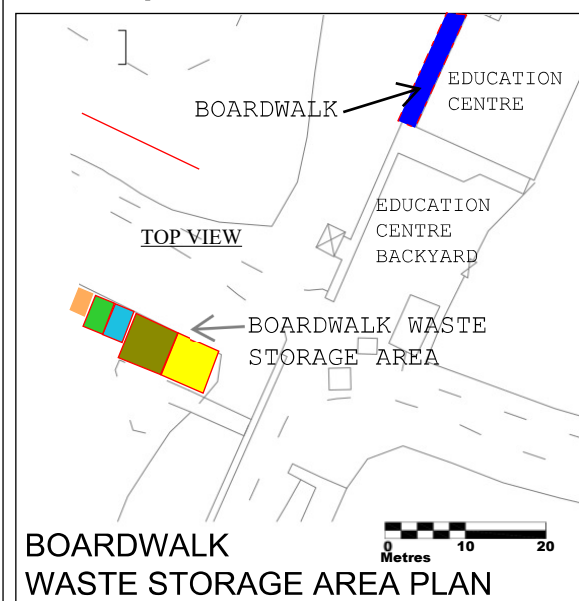 EDUCATION
CENTRE
BOARDWALK
EDUCATION
CENTRE
BACKYARD
TOP VIEW
BOARDWALK WASTE
STORAGE AREA
0 10 20
Metres
BOARDWALK
WASTE STORAGE AREA PLAN